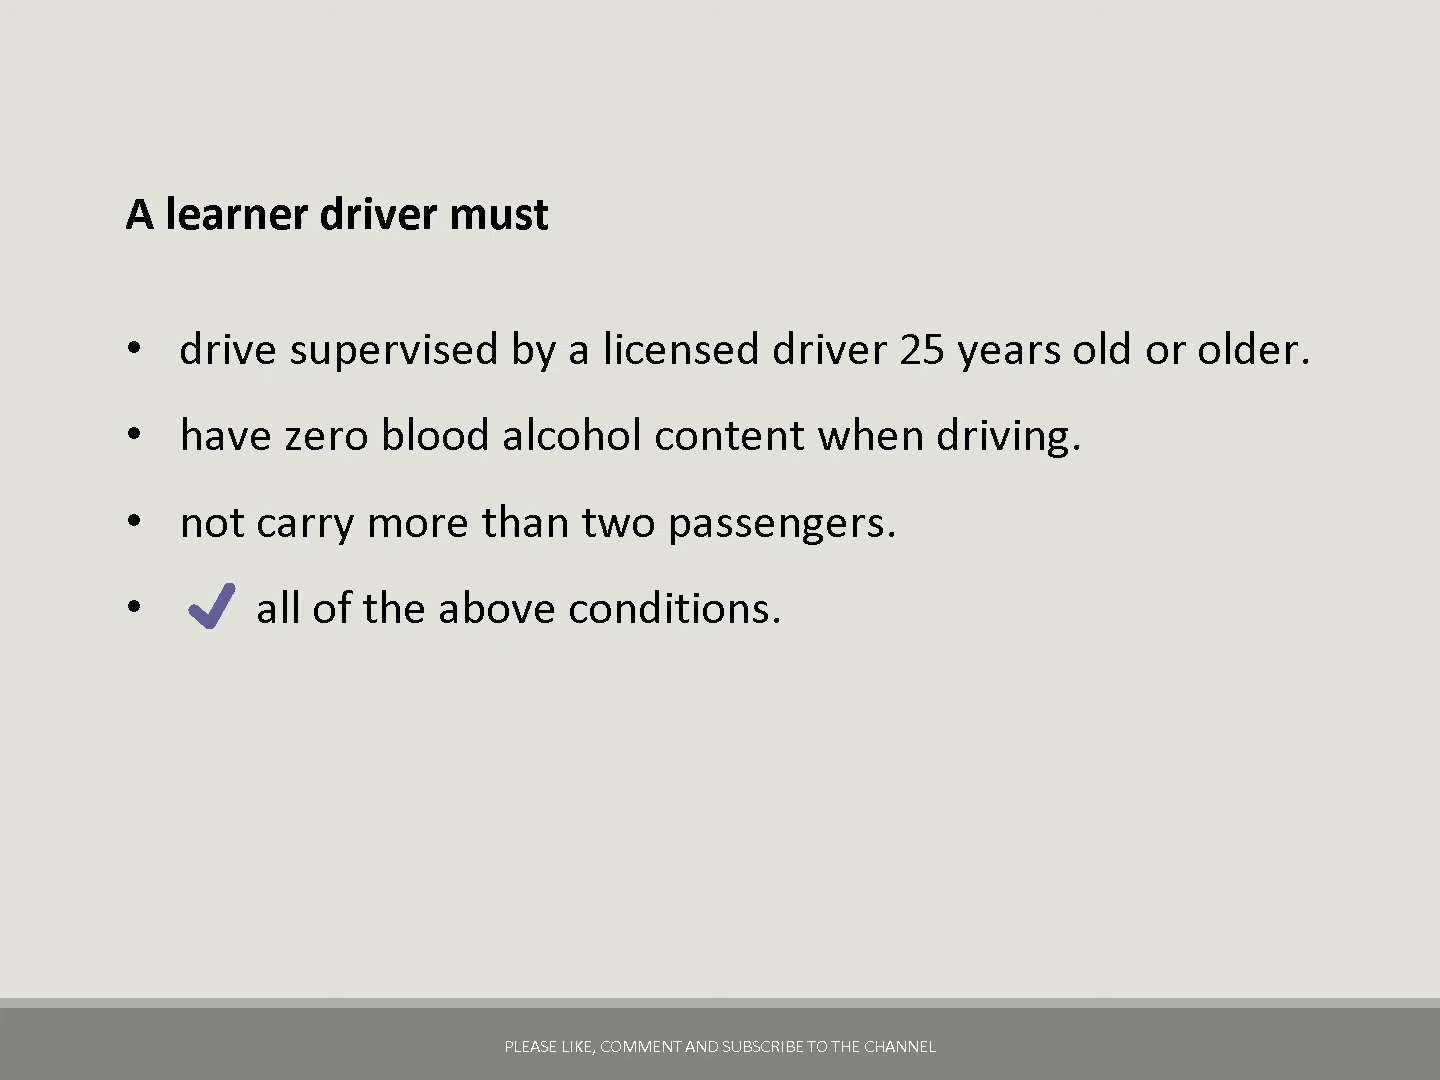 A learner driver must
• drive supervised by a licensed driver 25 years old or older.
• have zero blood alcohol content when driving.
• not carry more than two passengers.
• ✔ all of the above conditions.
PLEASE LIKE, COMMENT AND SUBSCRIBE TO THE CHANNEL